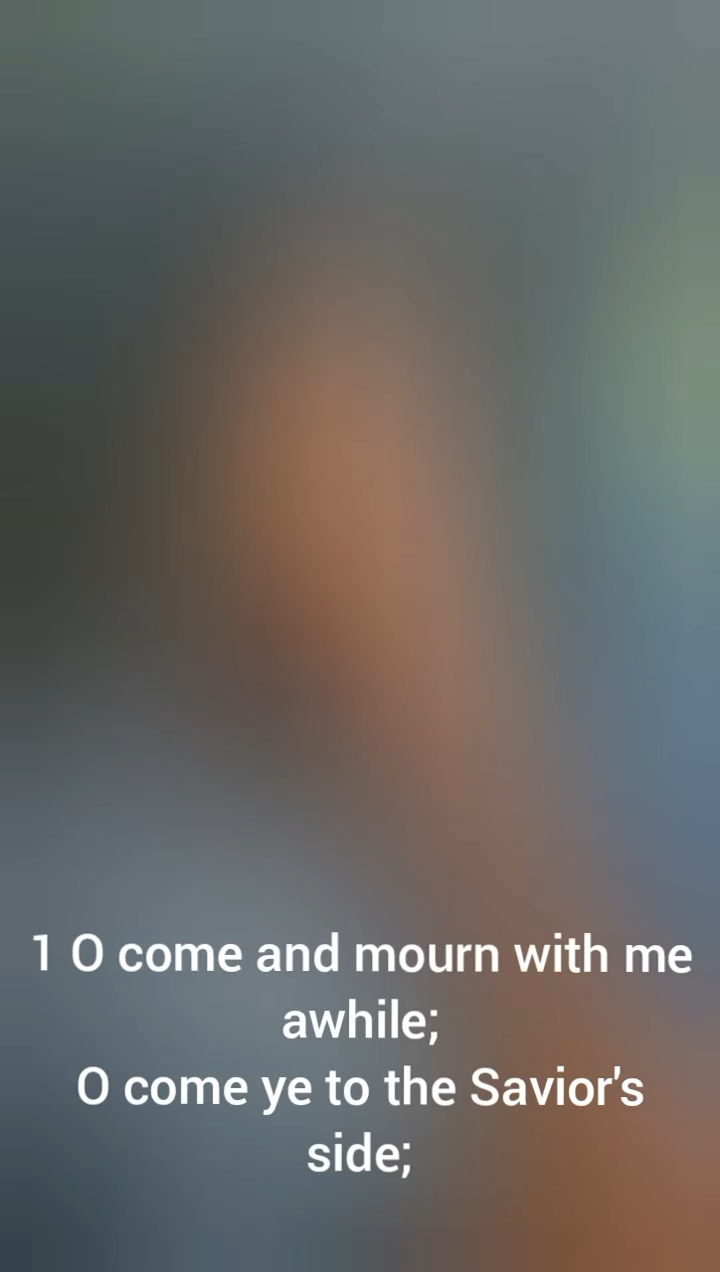 1 O come and mourn with me
awhile;
O come ye to the Savior's
side;